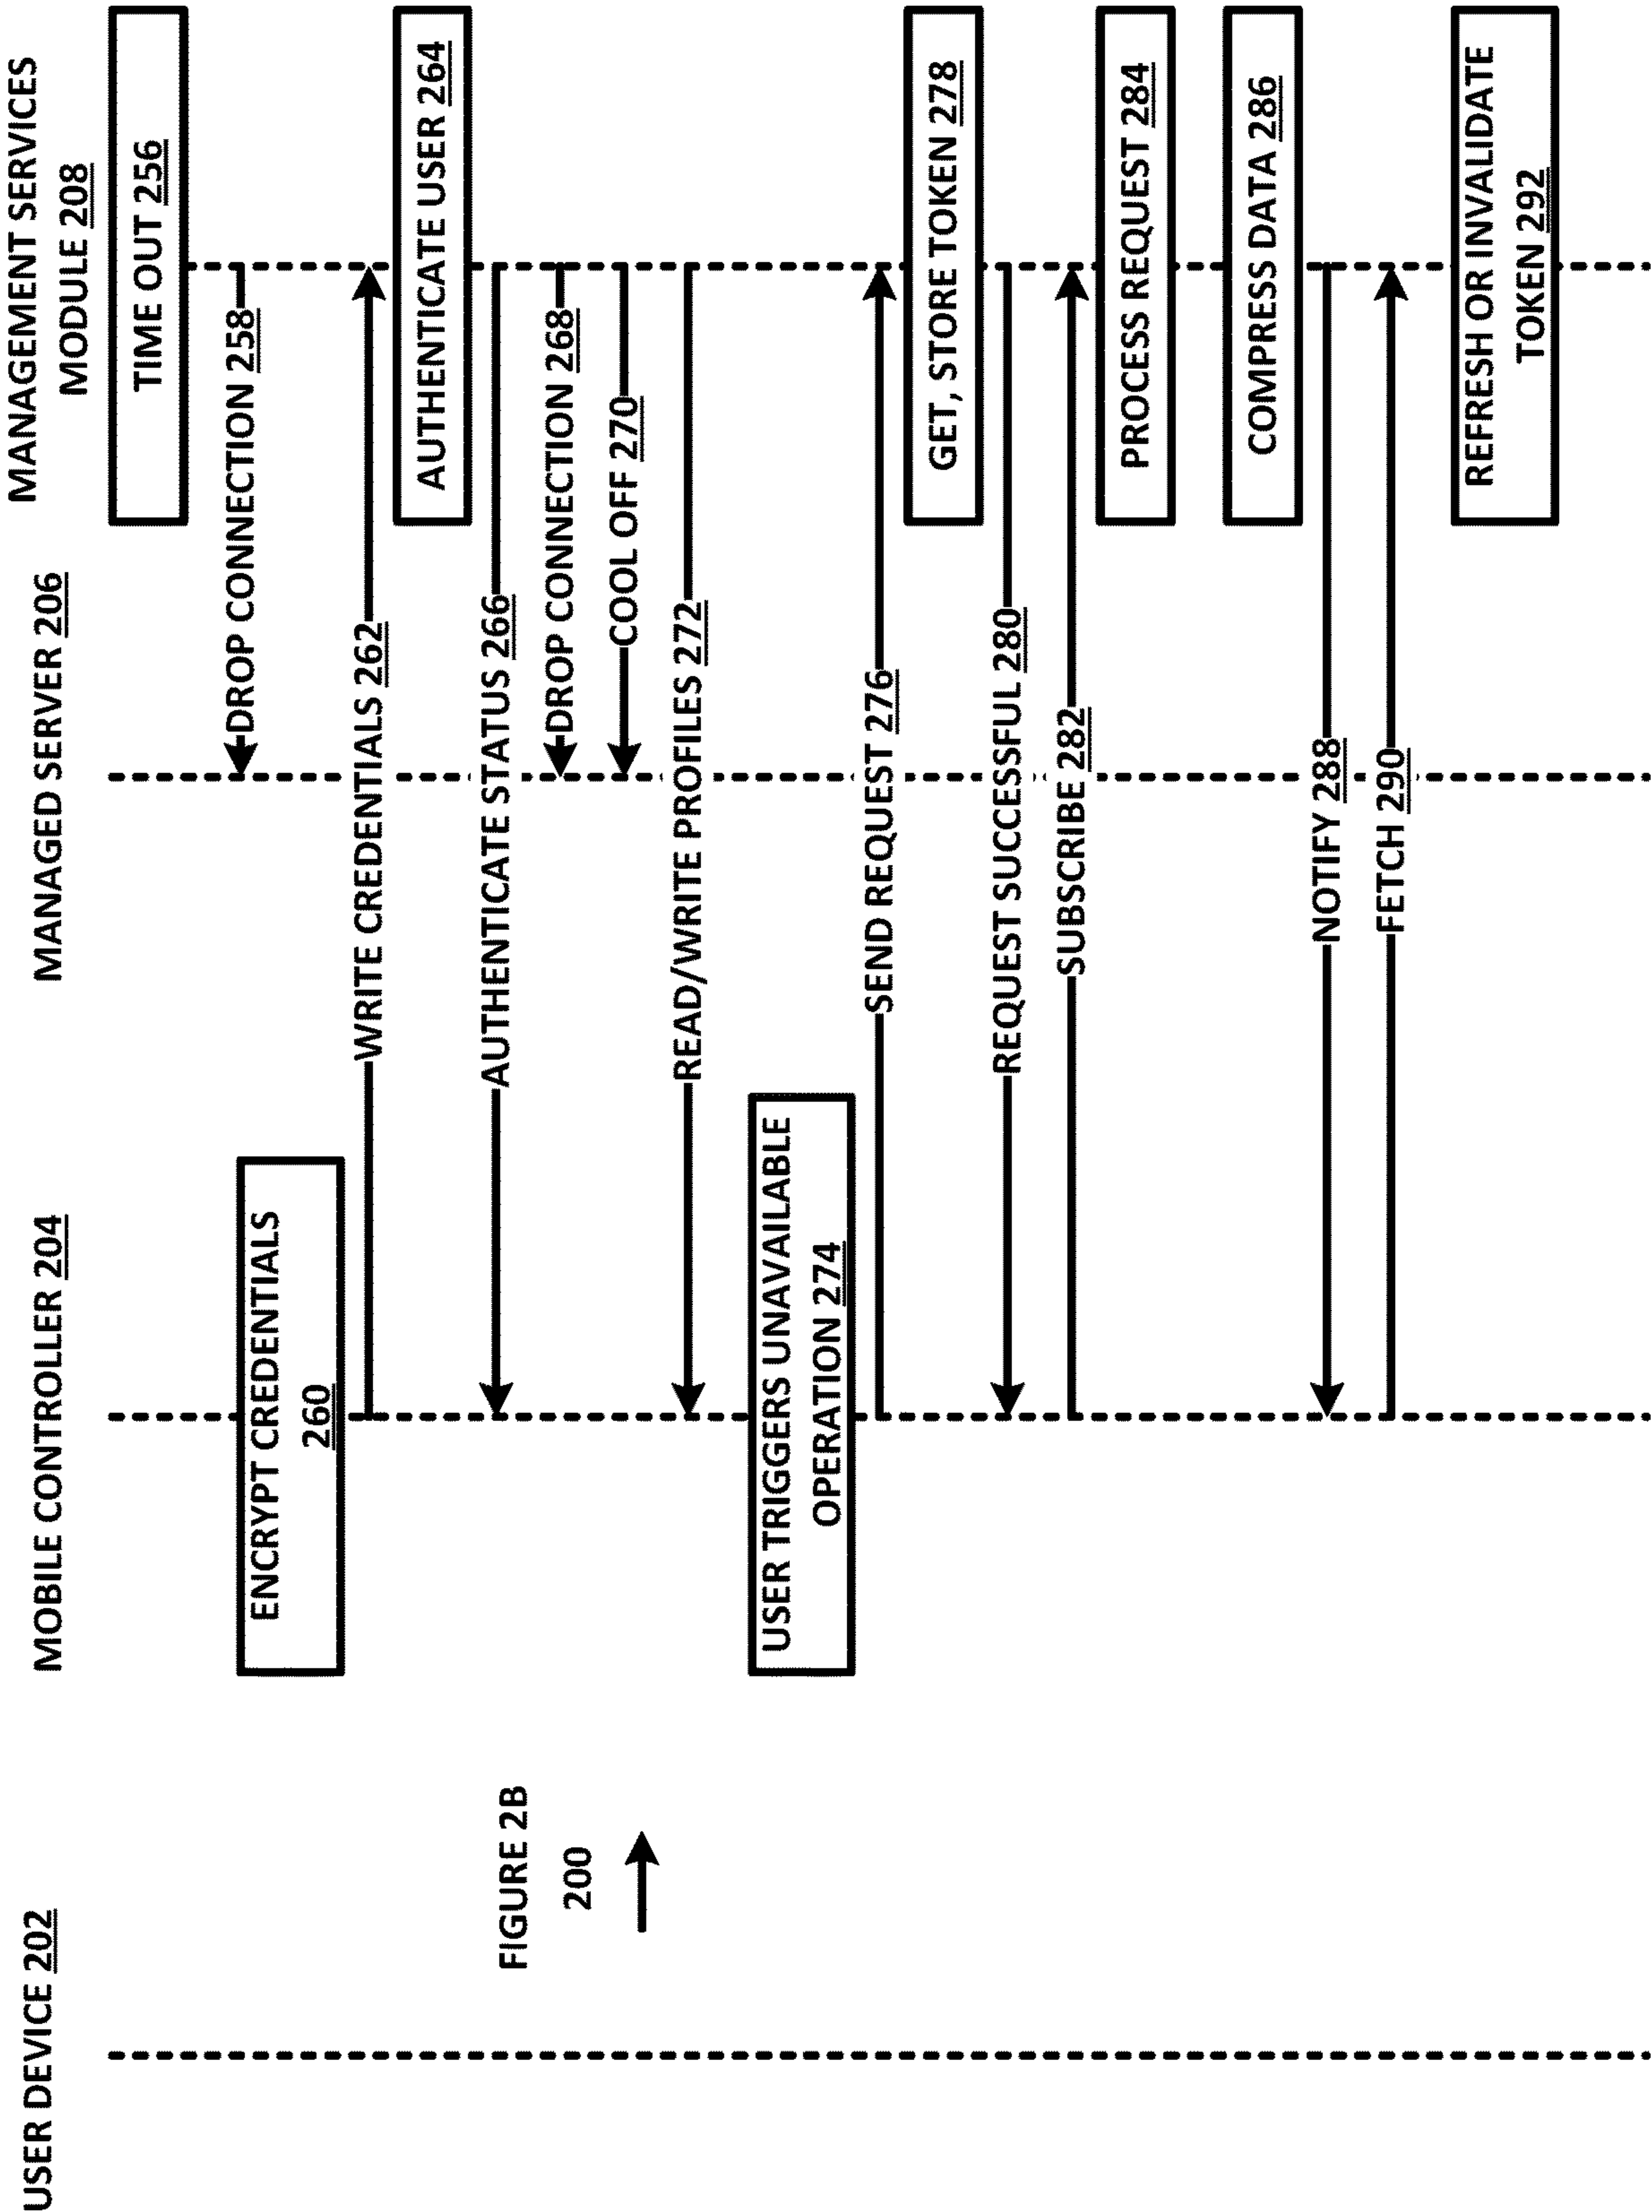 USER DEVICE 202
MOBILE CONTROLLER 204
MANAGED SERVER 206
MANAGEMENT SERVICES
MODULE 208
TIME OUT 256
DROP CONNECTION 258
ENCRYPT CREDENTIALS
260
WRITE CREDENTIALS 262
AUTHENTICATE USER 264
AUTHENTICATE STATUS 266
DROP CONNECTION 268
COOL OFF 270
READ/WRITE PROFILES 272
USER TRIGGERS UNAVAILABLE
OPERATION 274
SEND REQUEST 276
GET, STORE TOKEN 278
REQUEST SUCCESSFUL 280
SUBSCRIBE 282
PROCESS REQUEST 284
COMPRESS DATA 286
NOTIFY 288
FETCH 290
REFRESH OR INVALIDATE
TOKEN 292
FIGURE 2B
200